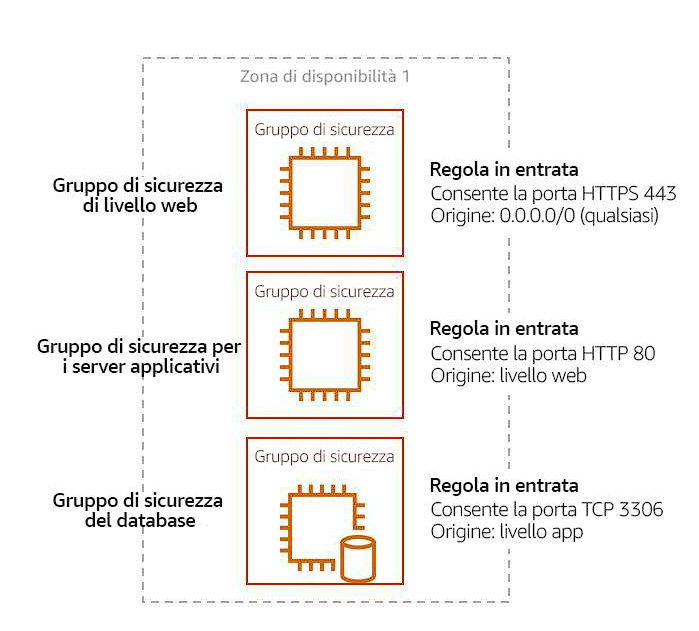 Zona di disponibilità 1
Gruppo di sicurezza
di livello web
Gruppo di sicurezza
Regola in entrata
Consente la porta HTTPS 443
Origine: 0.0.0.0/0 (qualsiasi)
Gruppo di sicurezza per
i server applicativi
Gruppo di sicurezza
Regola in entrata
Consente la porta HTTP 80
Origine: livello web
Gruppo di sicurezza
del database
Gruppo di sicurezza
Regola in entrata
Consente la porta TCP 3306
Origine: livello app